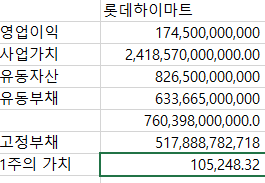 롯데하이마트
영업이익 174,500,000,000
사업가치 2,418,570,000,000.00
유동자산 826,500,000,000
유동부채 633,665,000,000
760,398,000,000.0
고정부채 517,888,782,718
1주의 가치 105,248.32